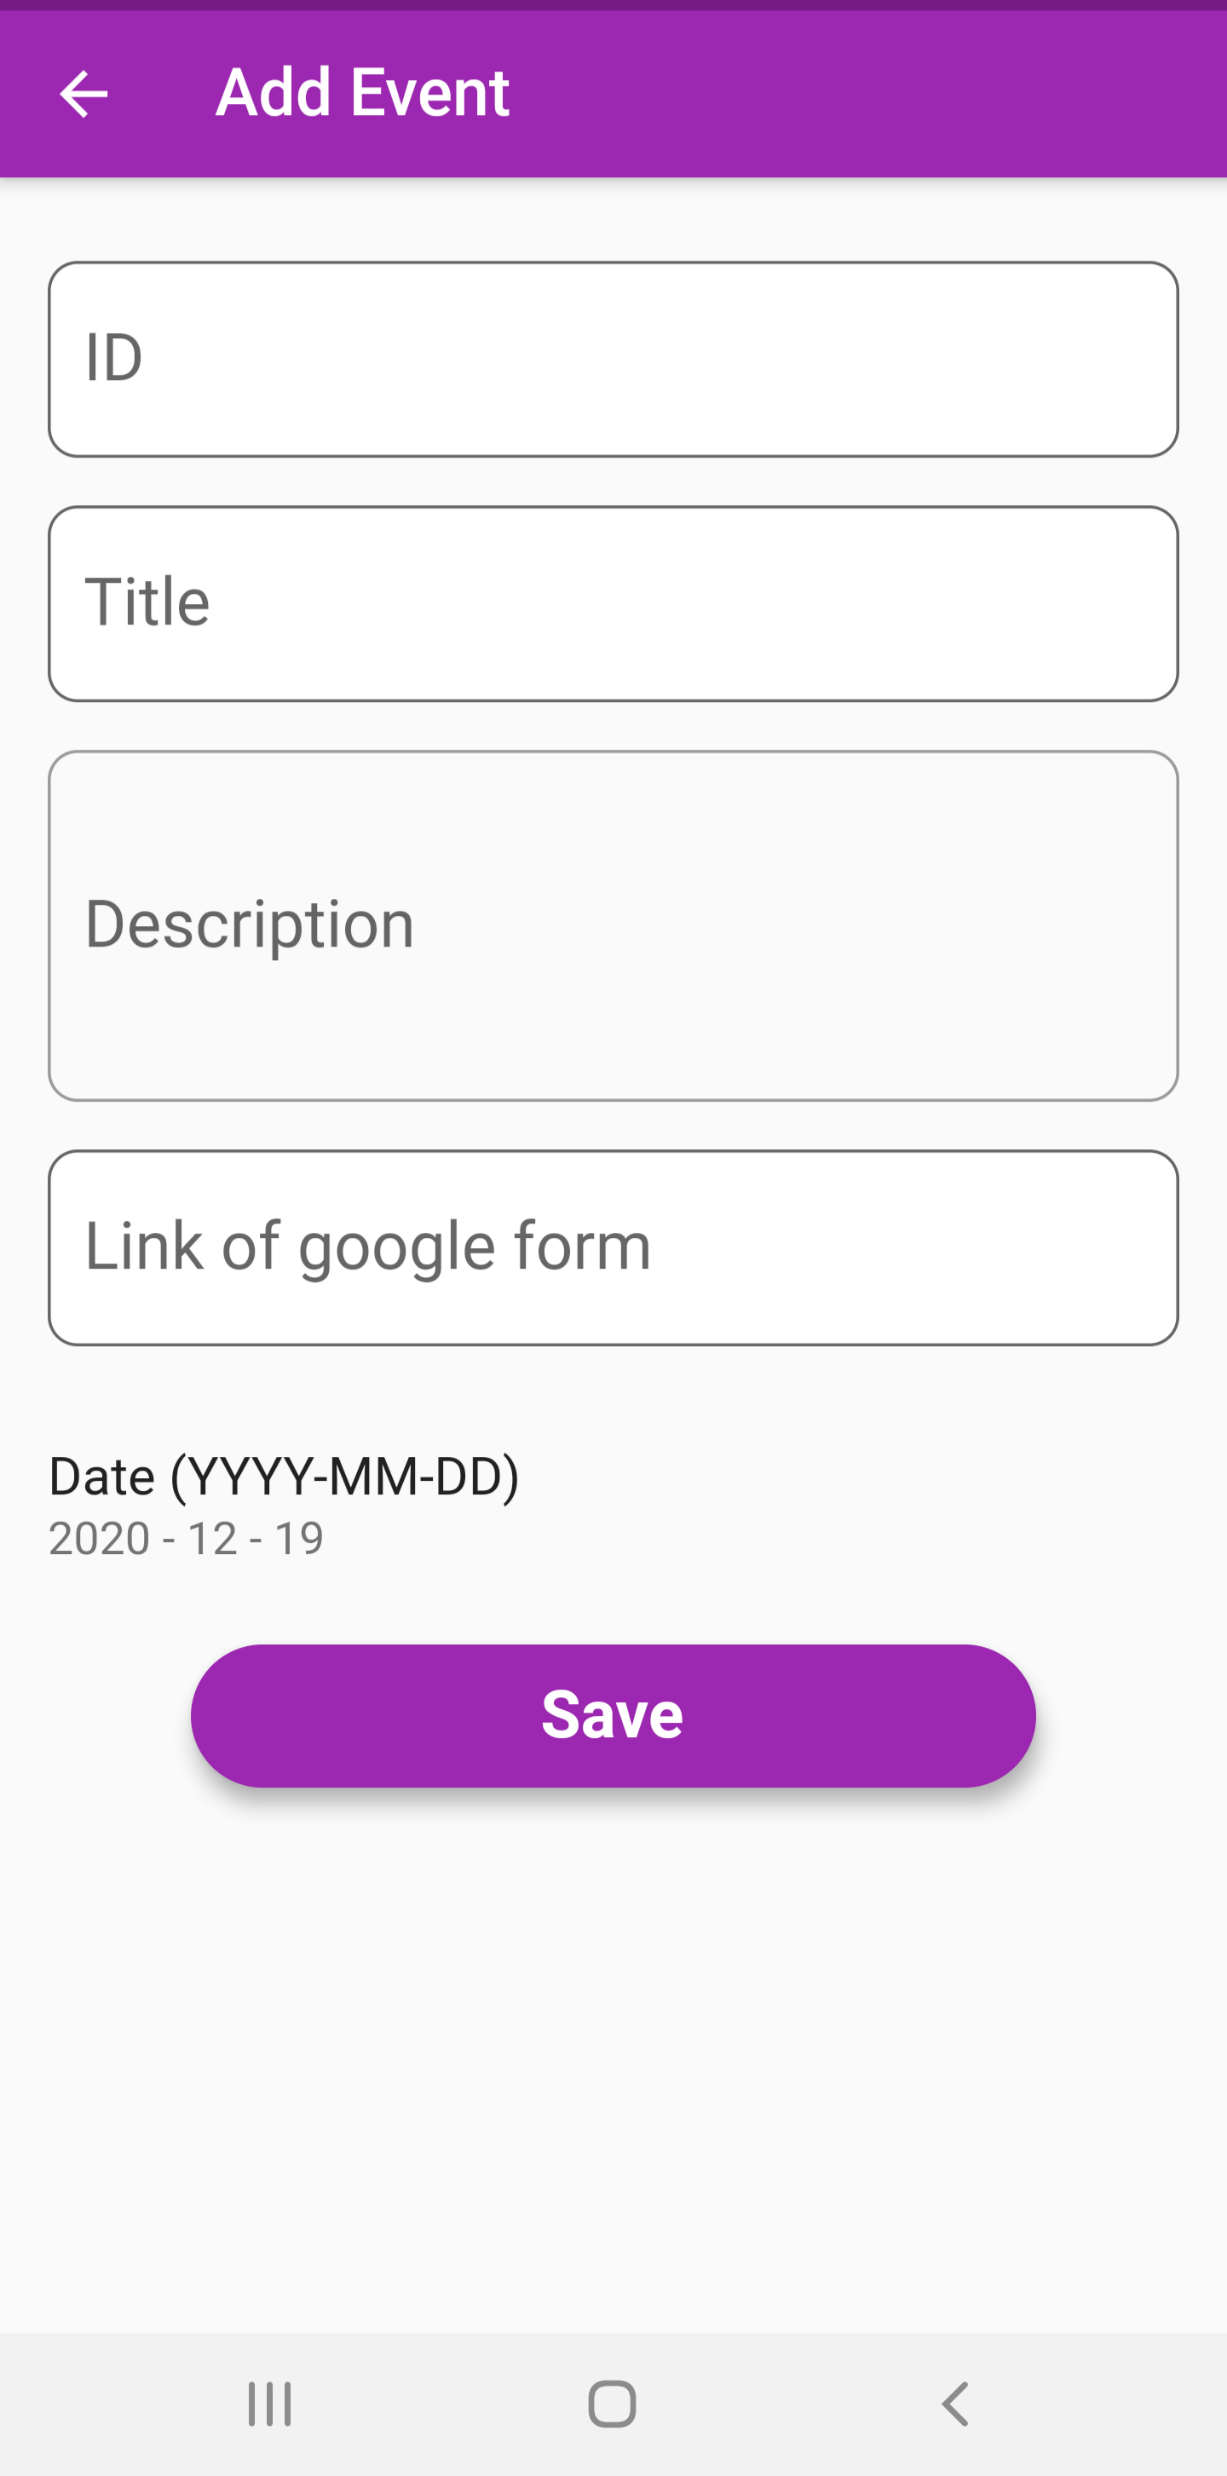 Add Event
ID
Title
Description
Link of google form
Date (YYYY-MM-DD)
2020 - 12 - 19
Save